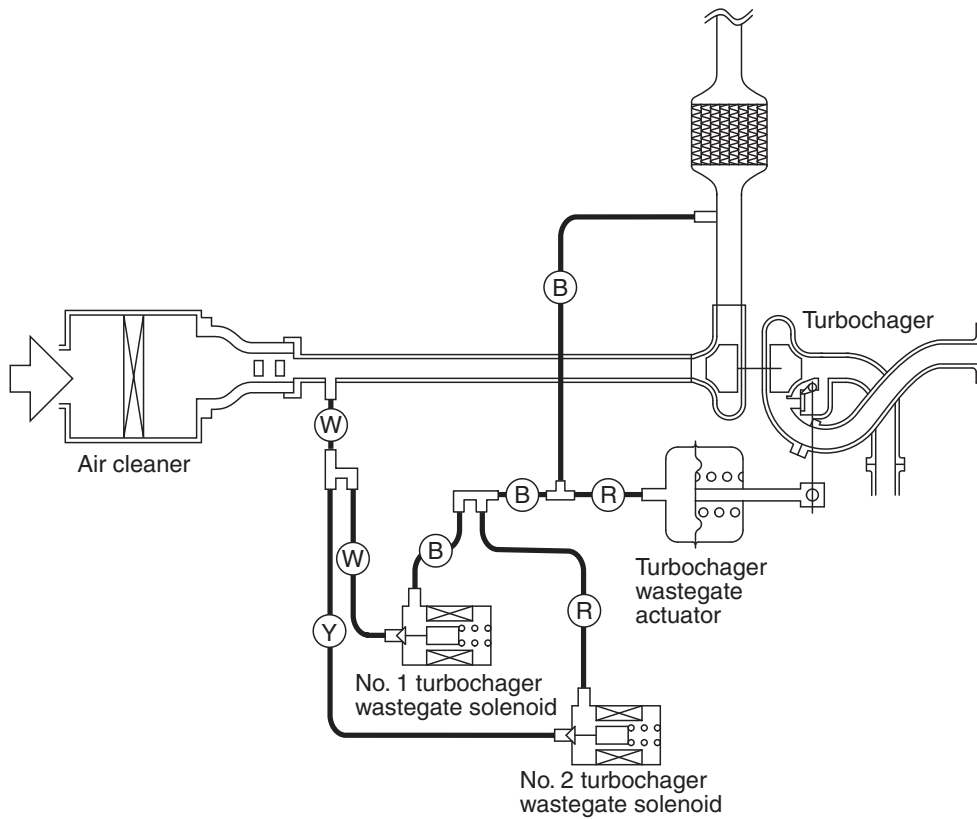 B
Turbochager
Air cleaner
W
B
R
B
W
Turbochager
wastegate
actuator
R
Y
No. 1 turbochager
wastegate solenoid
No. 2 turbochager
wastegate solenoid